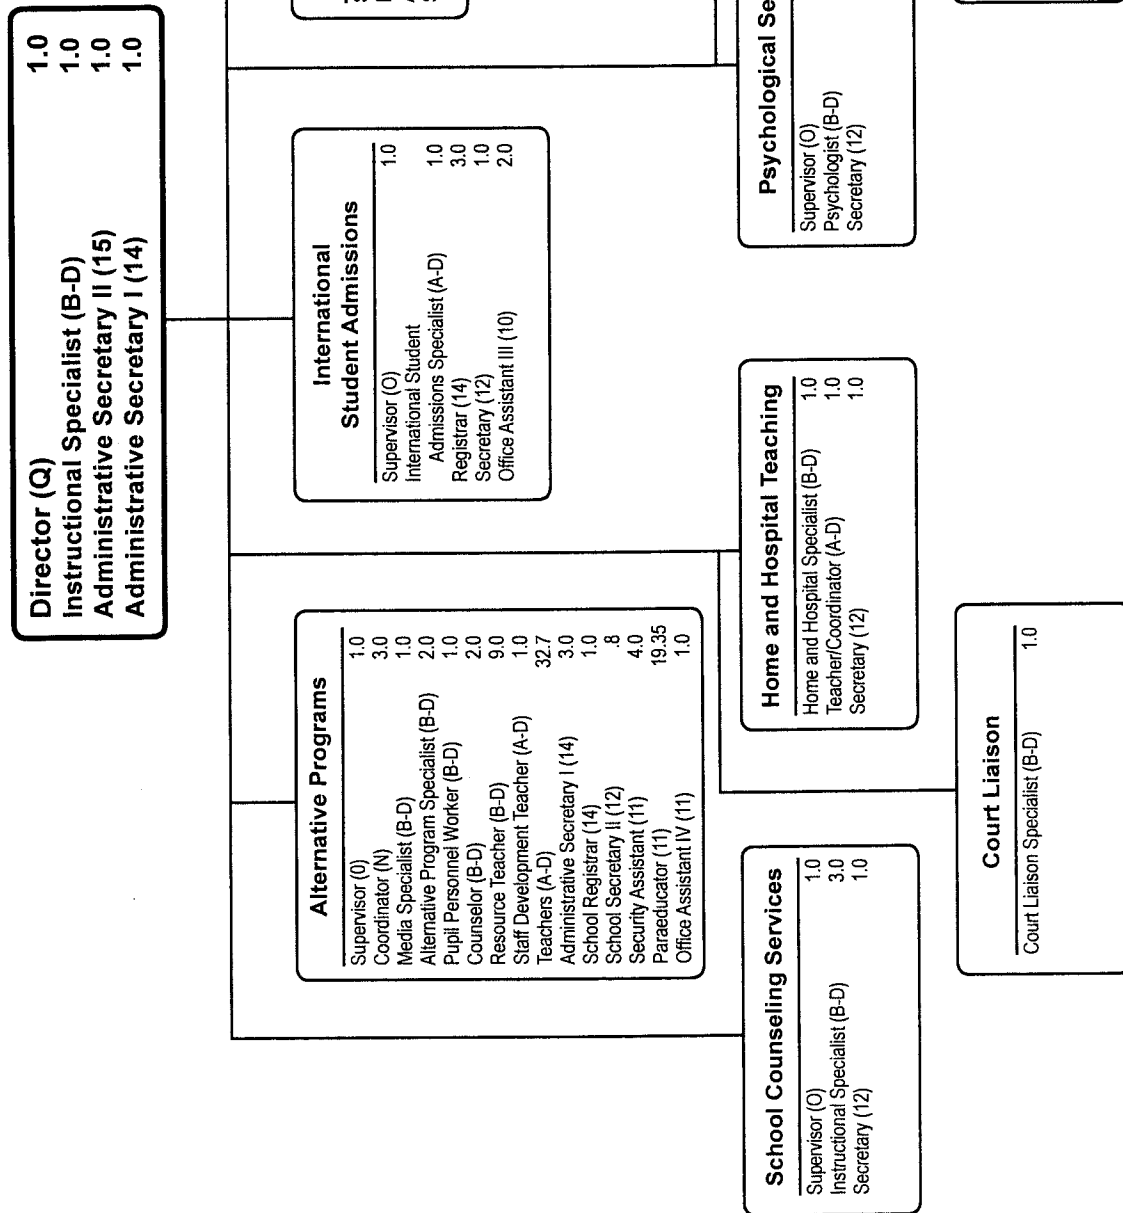 Director (Q) 1.0
Instructional Specialist (B-D) 1.0
Administrative Secretary II (15) 1.0
Administrative Secretary I (14) 1.0
Alternative Programs
Supervisor (0) 1.0
Coordinator (N) 3.0
Media Specialist (B-D) 1.0
Alternative Program Specialist (B-D) 2.0
Pupil Personnel Worker (B-D) 1.0
Counselor (B-D) 2.0
Resource Teacher (B-D) 9.0
Staff Development Teacher (A-D) 1.0
Teachers (A-D) 32.7
Administrative Secretary I (14) 3.0
School Registrar (14) 1.0
School Secretary II (12) .8
Security Assistant (11) 4.0
Paraeducator (11) 19.35
Office Assistant IV (11) 1.0
International
Student Admissions
Supervisor (O) 1.0
International Student
Admissions Specialist (A-D) 1.0
Registrar (14) 3.0
Secretary (12) 1.0
Office Assistant III (10) 2.0
School Counseling Services
Supervisor (O) 1.0
Instructional Specialist (B-D) 3.0
Secretary (12) 1.0
Home and Hospital Teaching
Home and Hospital Specialist (B-D) 1.0
Teacher/Coordinator (A-D) 1.0
Secretary (12) 1.0
Psychological Se
Supervisor (O)
Psychologist (B-D)
Secretary (12)
Court Liaison
Court Liaison Specialist (B-D) 1.0